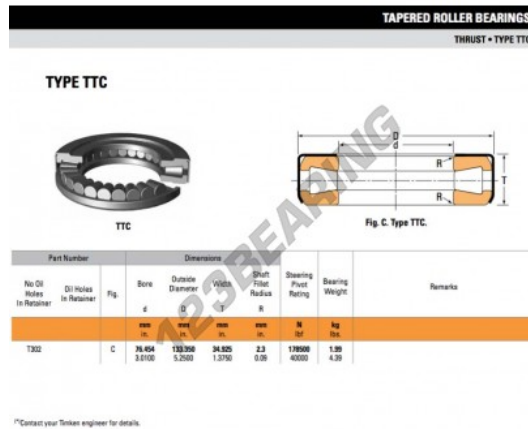 TAPERED ROLLER BEARINGS
THRUST • TYPE TTC
TYPE TTC
D
d
R
T
R
TTC
Fig. C. Type TTC.
123BEARING
Part Number Dimensions
No Oil Holes In Retainer Oil Holes In Retainer Fig. Bore Outside Diameter Width Shaft Fillet Radius Steering Pivot Rating Bearing Weight Remarks
d D T R
mm mm mm mm N kg
in. in. in. in. lbf lbs.
T302 C 76.454 133.350 34.925 2.3 178500 1.99
3.0100 5.2500 1.3750 0.09 40000 4.39
(*)Contact your Timken engineer for details.